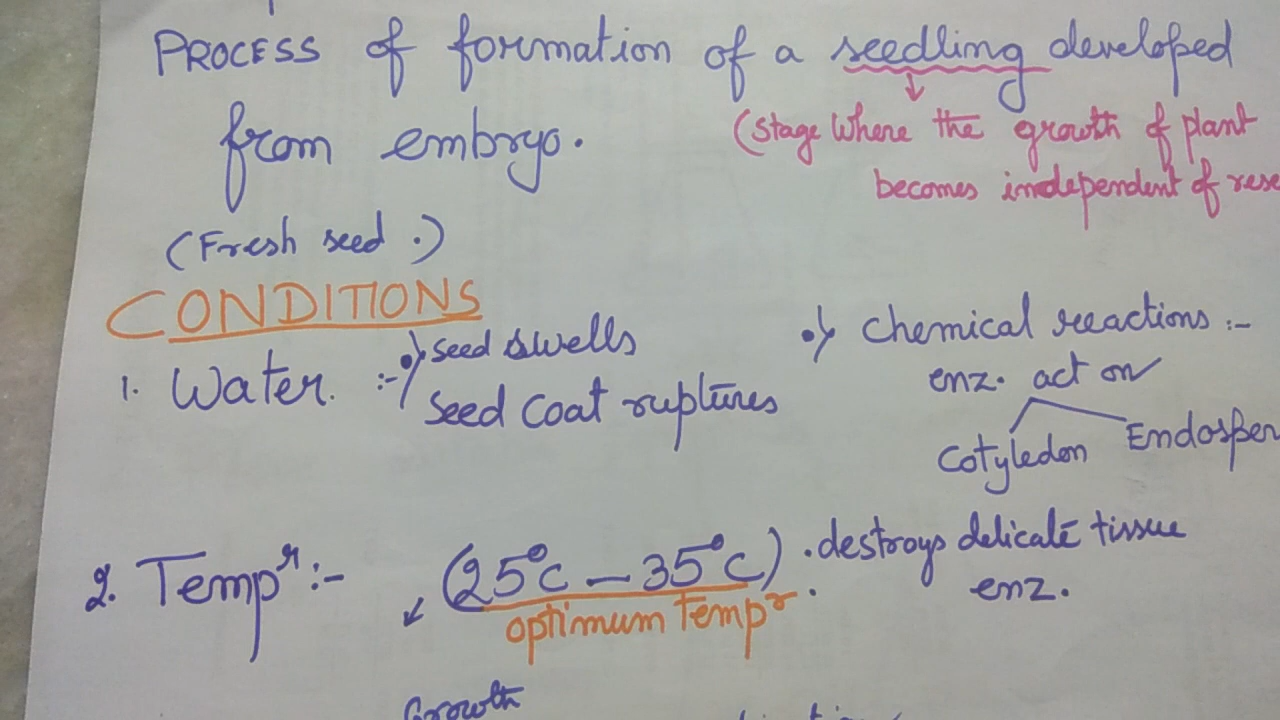 PROCESS of formation of a seedling developed
from embryo.
(Stage Where the growth of plant
becomes independent of rese
(Fresh seed .)
CONDITIONS
1. Water. :- •) seed swells
Seed Coat ruptures
•) Chemical reactions :-
enz. act on
Cotyledon Endosper
2. Tempr :- (25°c – 35°c) . destroys delicate tissue
enz.
optimum Tempr
Growth